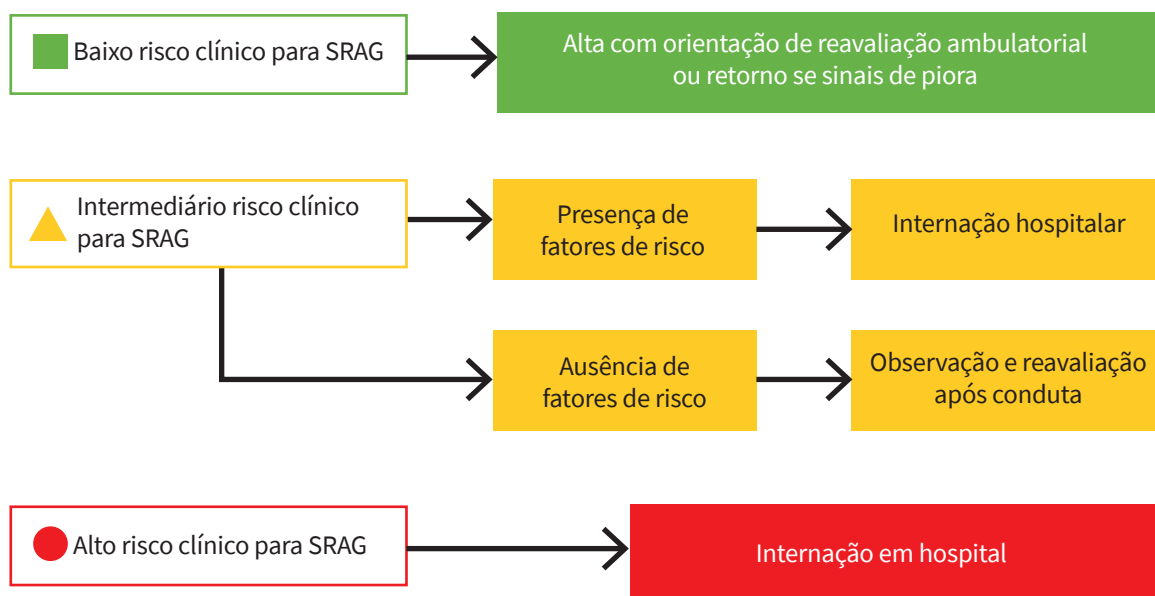 Baixo risco clínico para SRAG
Alta com orientação de reavaliação ambulatorial
ou retorno se sinais de piora
Intermediário risco clínico
para SRAG
Presença de
fatores de risco
Internação hospitalar
Ausência de
fatores de risco
Observação e reavaliação
após conduta
Alto risco clínico para SRAG
Internação em hospital